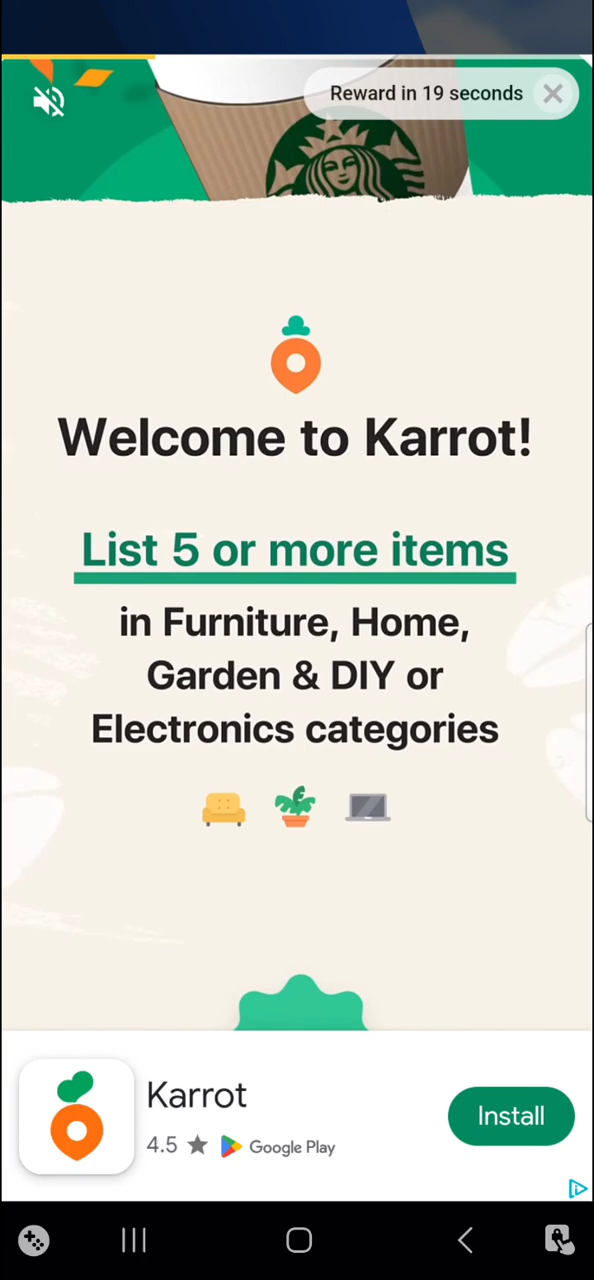 Reward in 19 seconds
Welcome to Karrot!
List 5 or more items
in Furniture, Home,
Garden & DIY or
Electronics categories
Karrot
4.5 ★ Google Play
Install